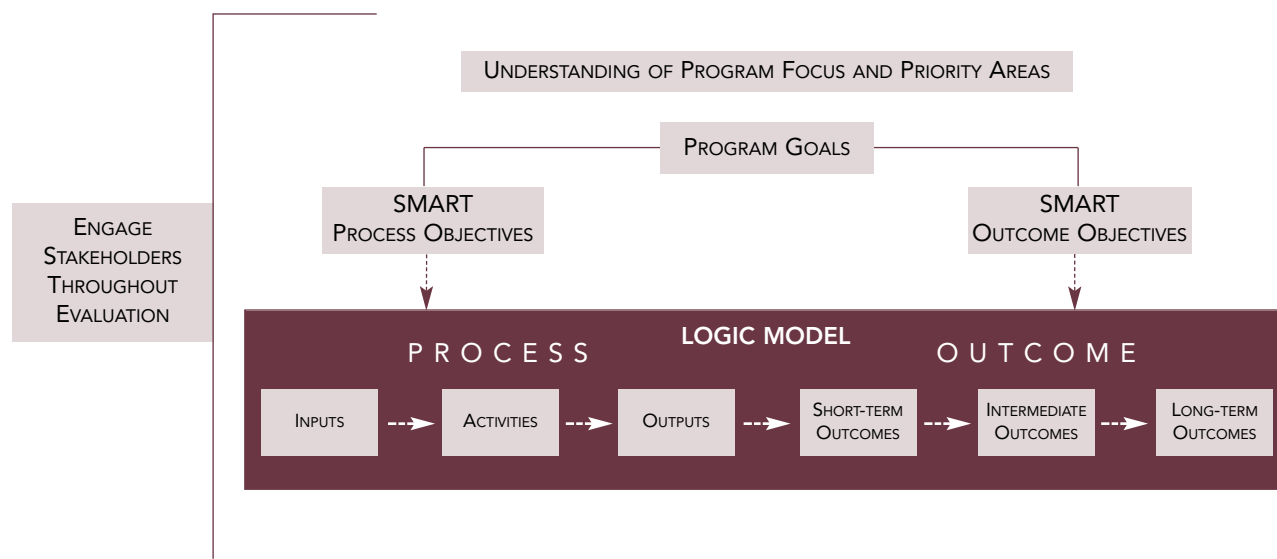 Understanding of Program Focus and Priority Areas
Program Goals
SMART
Process Objectives
SMART
Outcome Objectives
Engage
Stakeholders
Throughout
Evaluation
LOGIC MODEL
PROCESS
OUTCOME
Inputs
Activities
Outputs
Short-term
Outcomes
Intermediate
Outcomes
Long-term
Outcomes